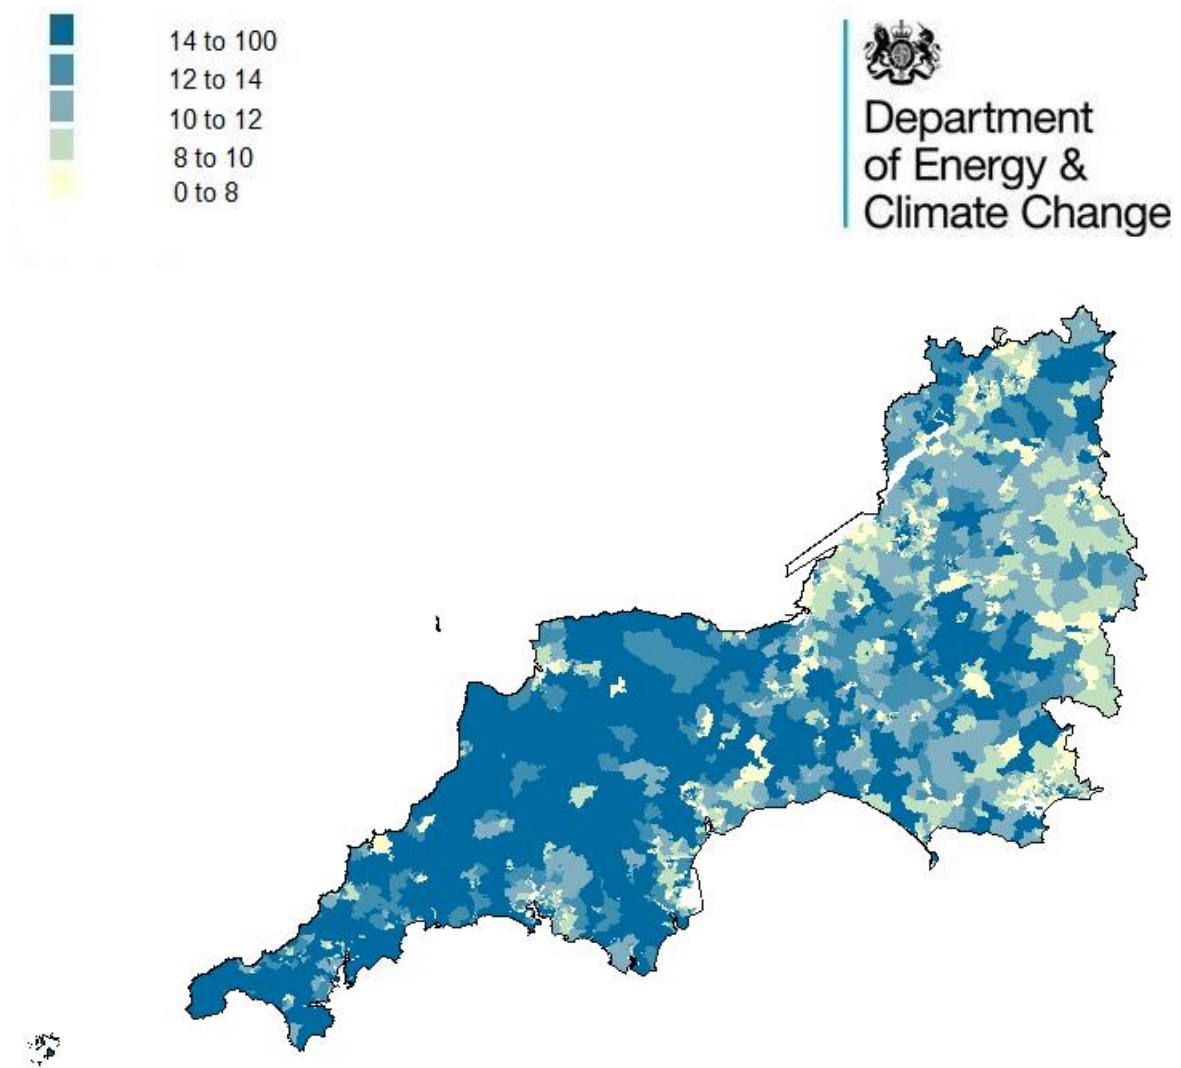 14 to 100
12 to 14
10 to 12
8 to 10
0 to 8
Department
of Energy &
Climate Change